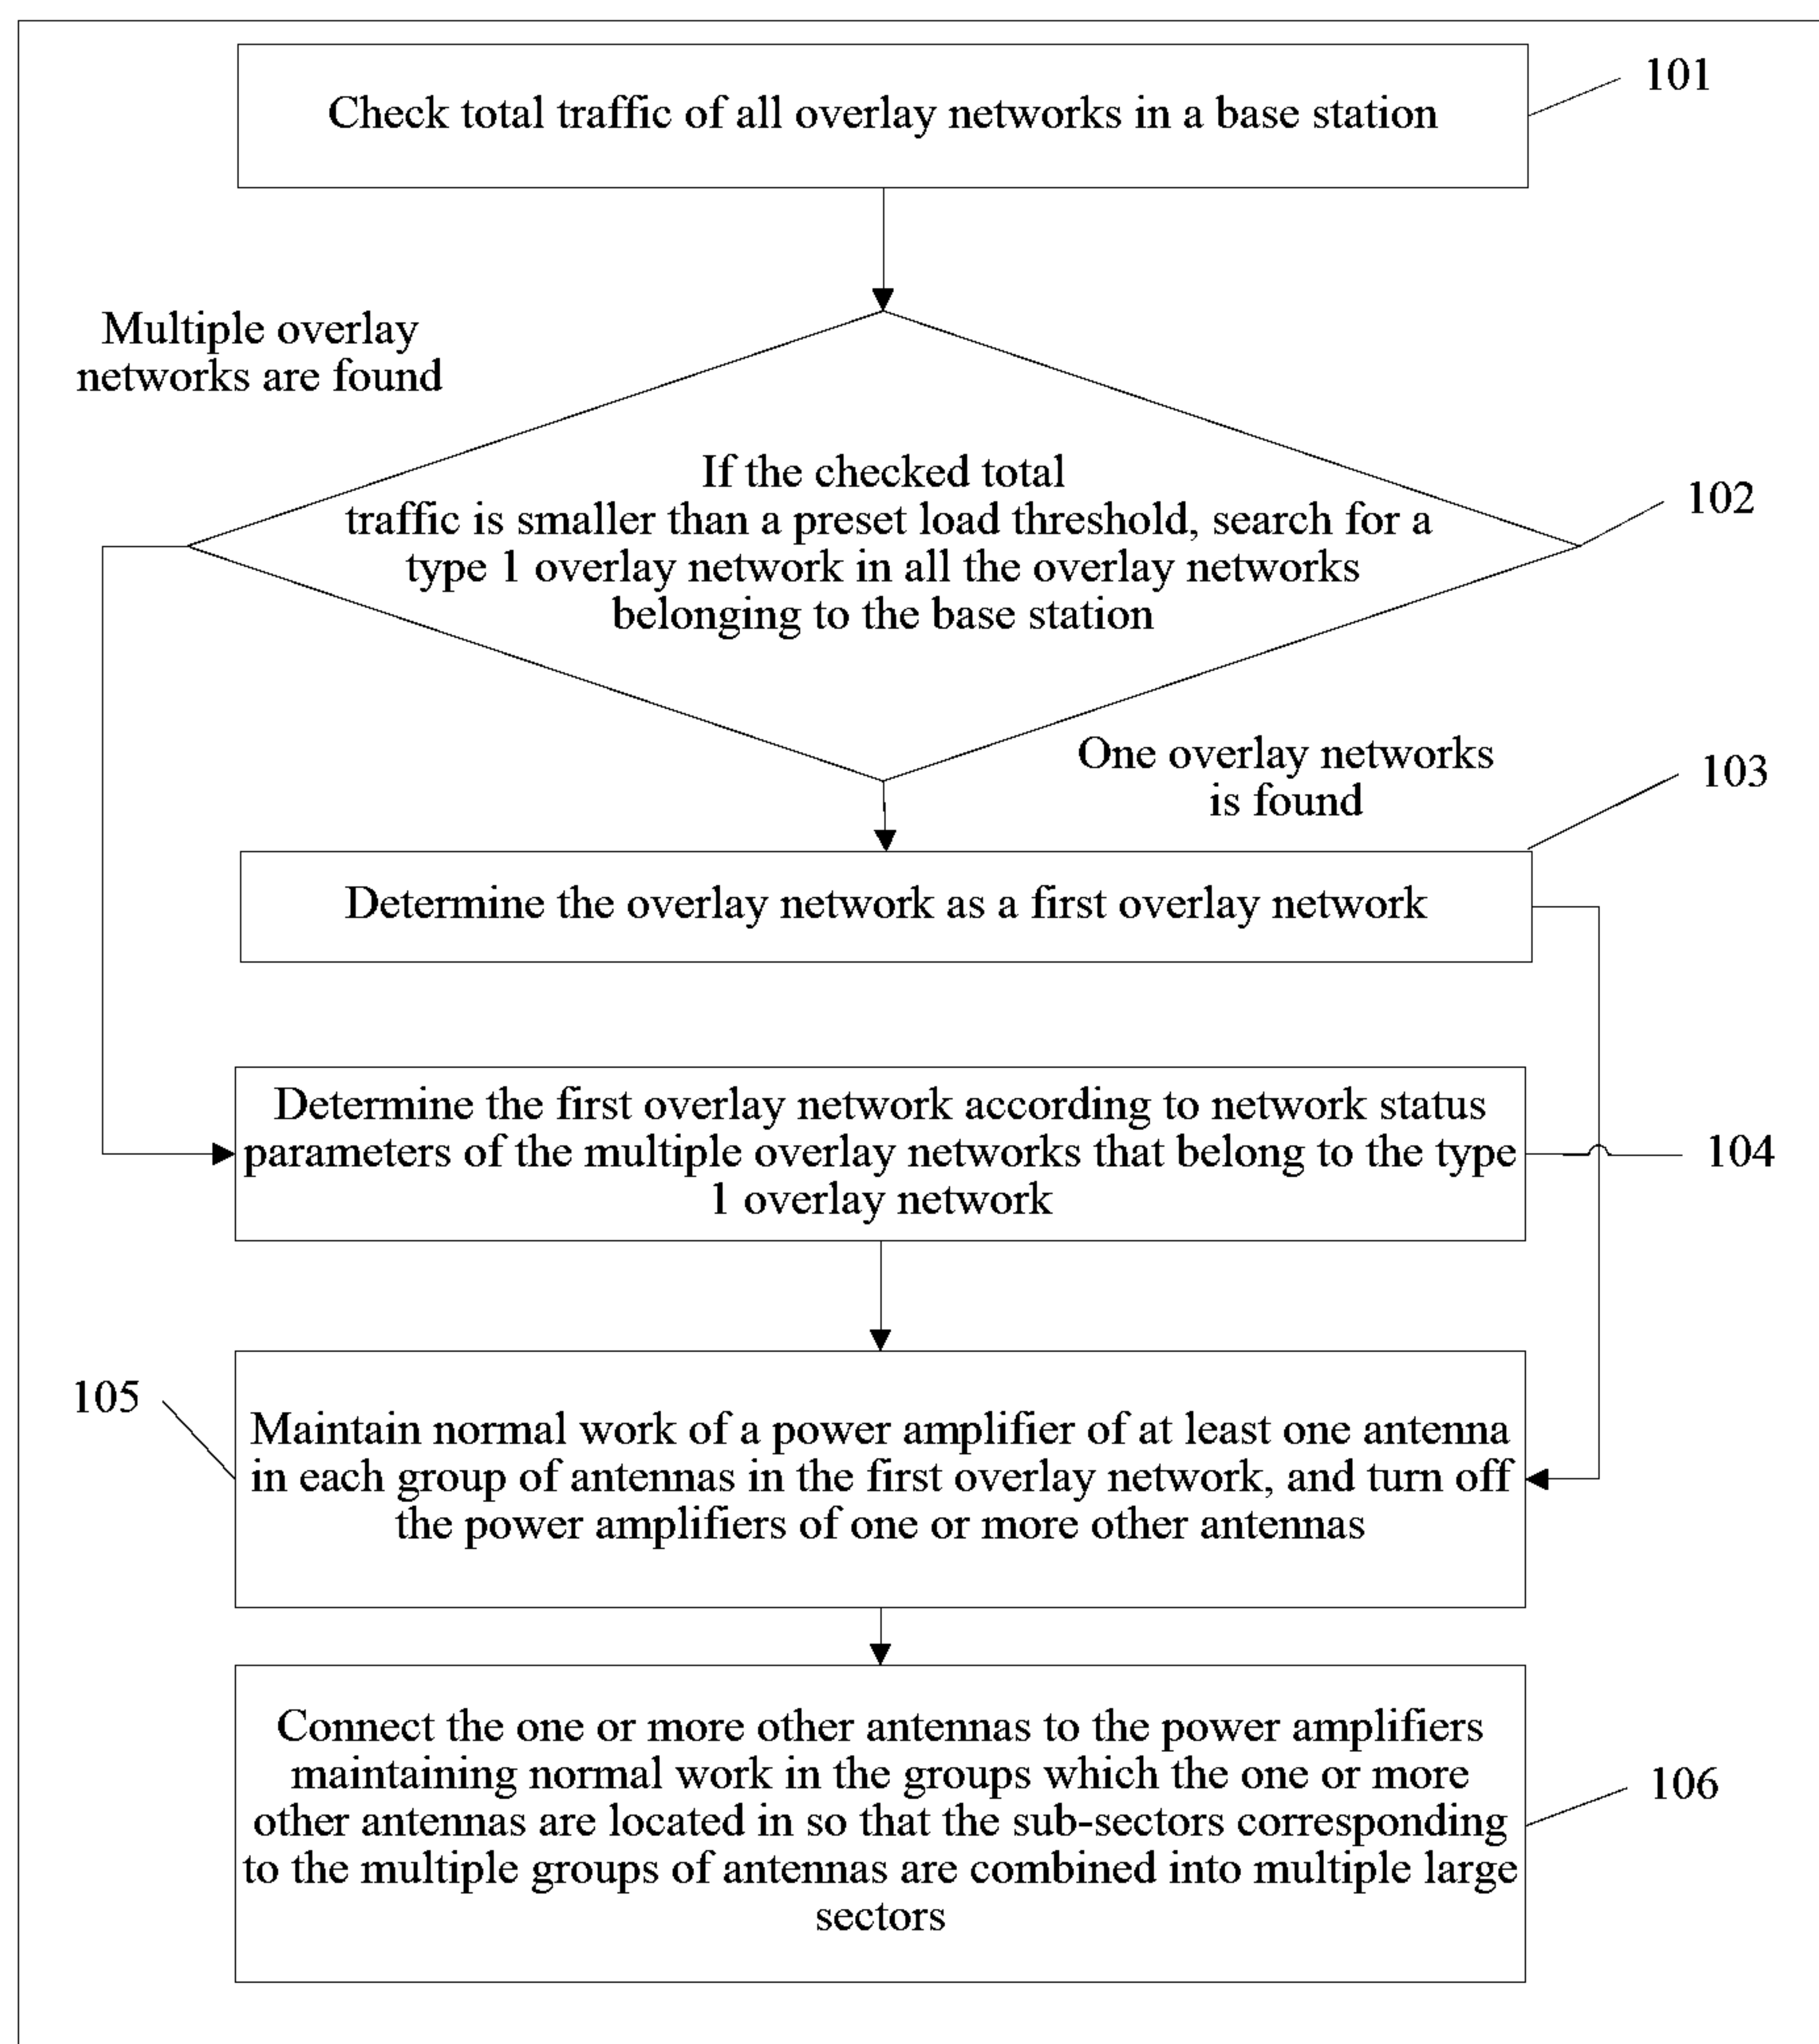 Check total traffic of all overlay networks in a base station
101
Multiple overlay
networks are found
If the checked total
traffic is smaller than a preset load threshold, search for a
type 1 overlay network in all the overlay networks
belonging to the base station
102
One overlay networks
is found
103
Determine the overlay network as a first overlay network
Determine the first overlay network according to network status
parameters of the multiple overlay networks that belong to the type
1 overlay network
104
105
Maintain normal work of a power amplifier of at least one antenna
in each group of antennas in the first overlay network, and turn off
the power amplifiers of one or more other antennas
Connect the one or more other antennas to the power amplifiers
maintaining normal work in the groups which the one or more
other antennas are located in so that the sub-sectors corresponding
to the multiple groups of antennas are combined into multiple large
sectors
106